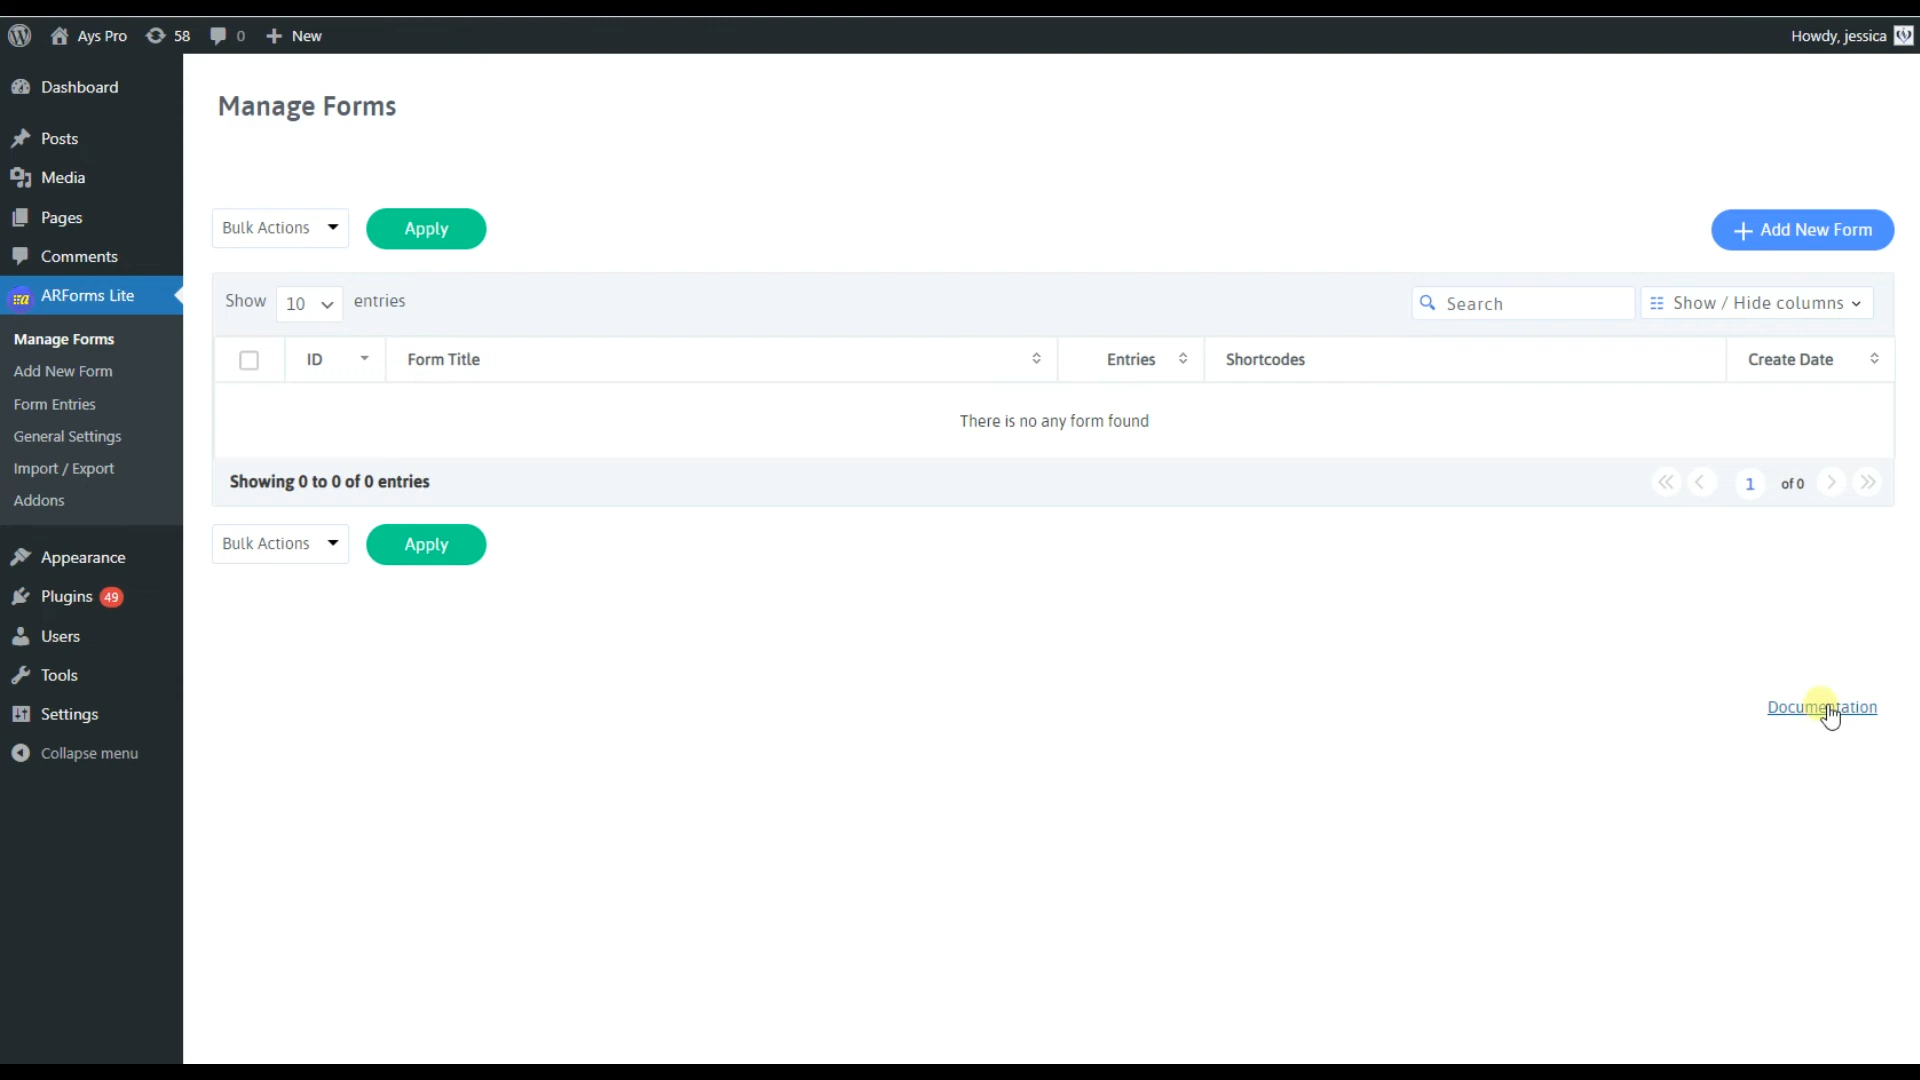 Ays Pro 58 0 New Howdy, jessica
Dashboard
Posts
Media
Pages
Comments
ARForms Lite
Manage Forms
Add New Form
Form Entries
General Settings
Import / Export
Addons
Appearance
Plugins 49
Users
Tools
Settings
Collapse menu
Manage Forms
Bulk Actions Apply Add New Form
Show 10 entries Search Show / Hide columns
ID Form Title Entries Shortcodes Create Date
There is no any form found
Showing 0 to 0 of 0 entries 1 of 0
Bulk Actions Apply
Documentation